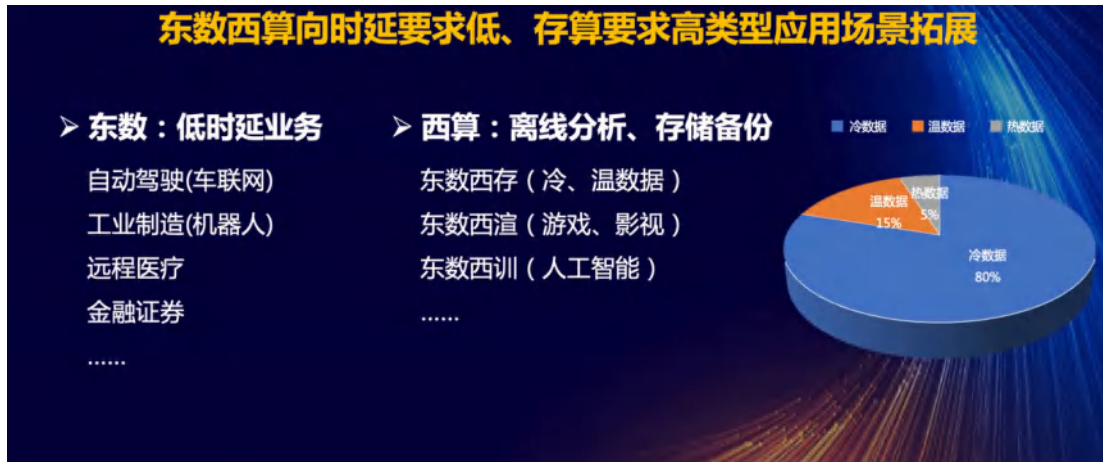 东数西算向时延要求低、存算要求高类型应用场景拓展
➢ 东数：低时延业务
自动驾驶(车联网)
工业制造(机器人)
远程医疗
金融证券
……
➢ 西算：离线分析、存储备份
东数西存（冷、温数据）
东数西渲（游戏、影视）
东数西训（人工智能）
……
冷数据 温数据 热数据
温数据
15%
热数据
5%
冷数据
80%